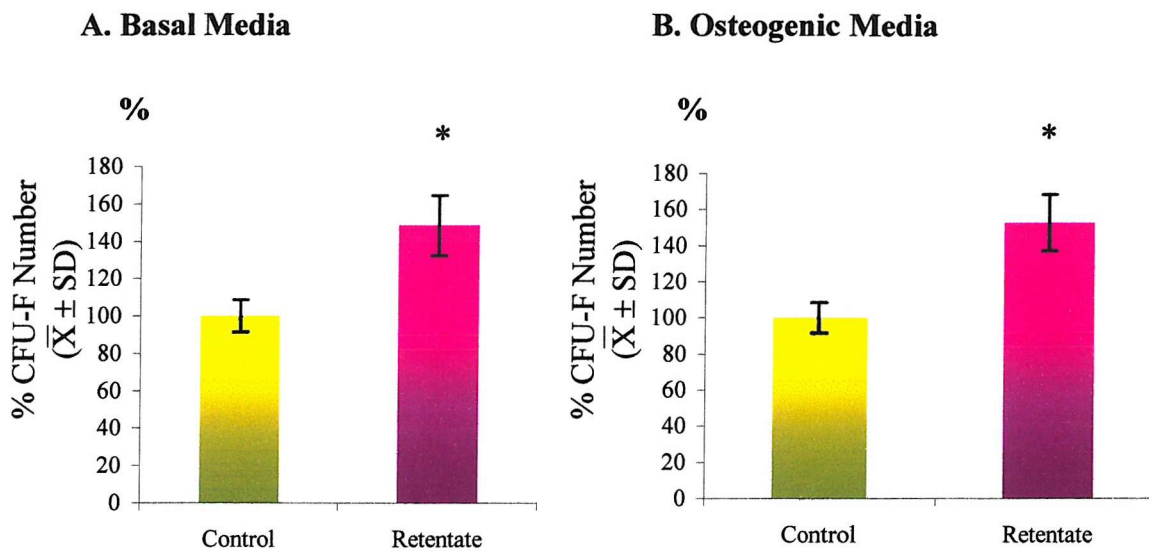 A. Basal Media
%
*
% CFU-F Number
(X̅ ± SD)
180
160
140
120
100
80
60
40
20
0
Control
Retentate
B. Osteogenic Media
%
*
% CFU-F Number
(X̅ ± SD)
180
160
140
120
100
80
60
40
20
0
Control
Retentate